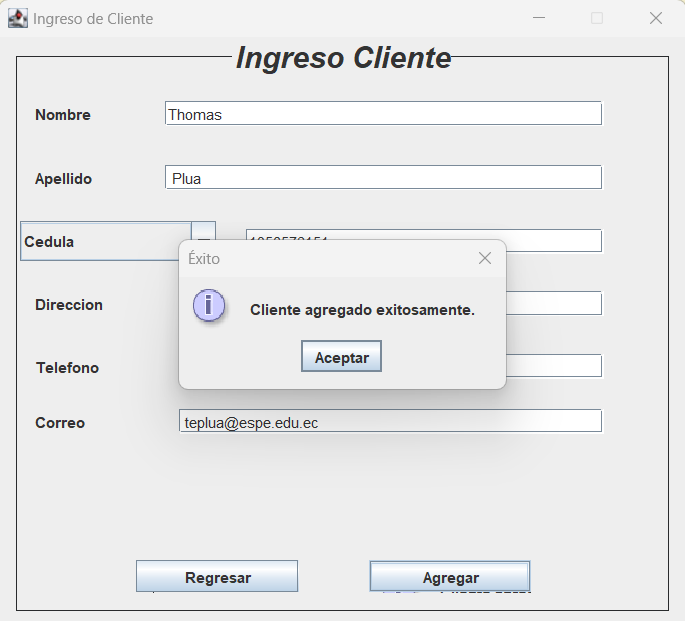 Ingreso de Cliente
Ingreso Cliente
Nombre
Thomas
Apellido
Plua
Cedula
Éxito
Direccion
Cliente agregado exitosamente.
Telefono
Aceptar
Correo
teplua@espe.edu.ec
Regresar
Agregar